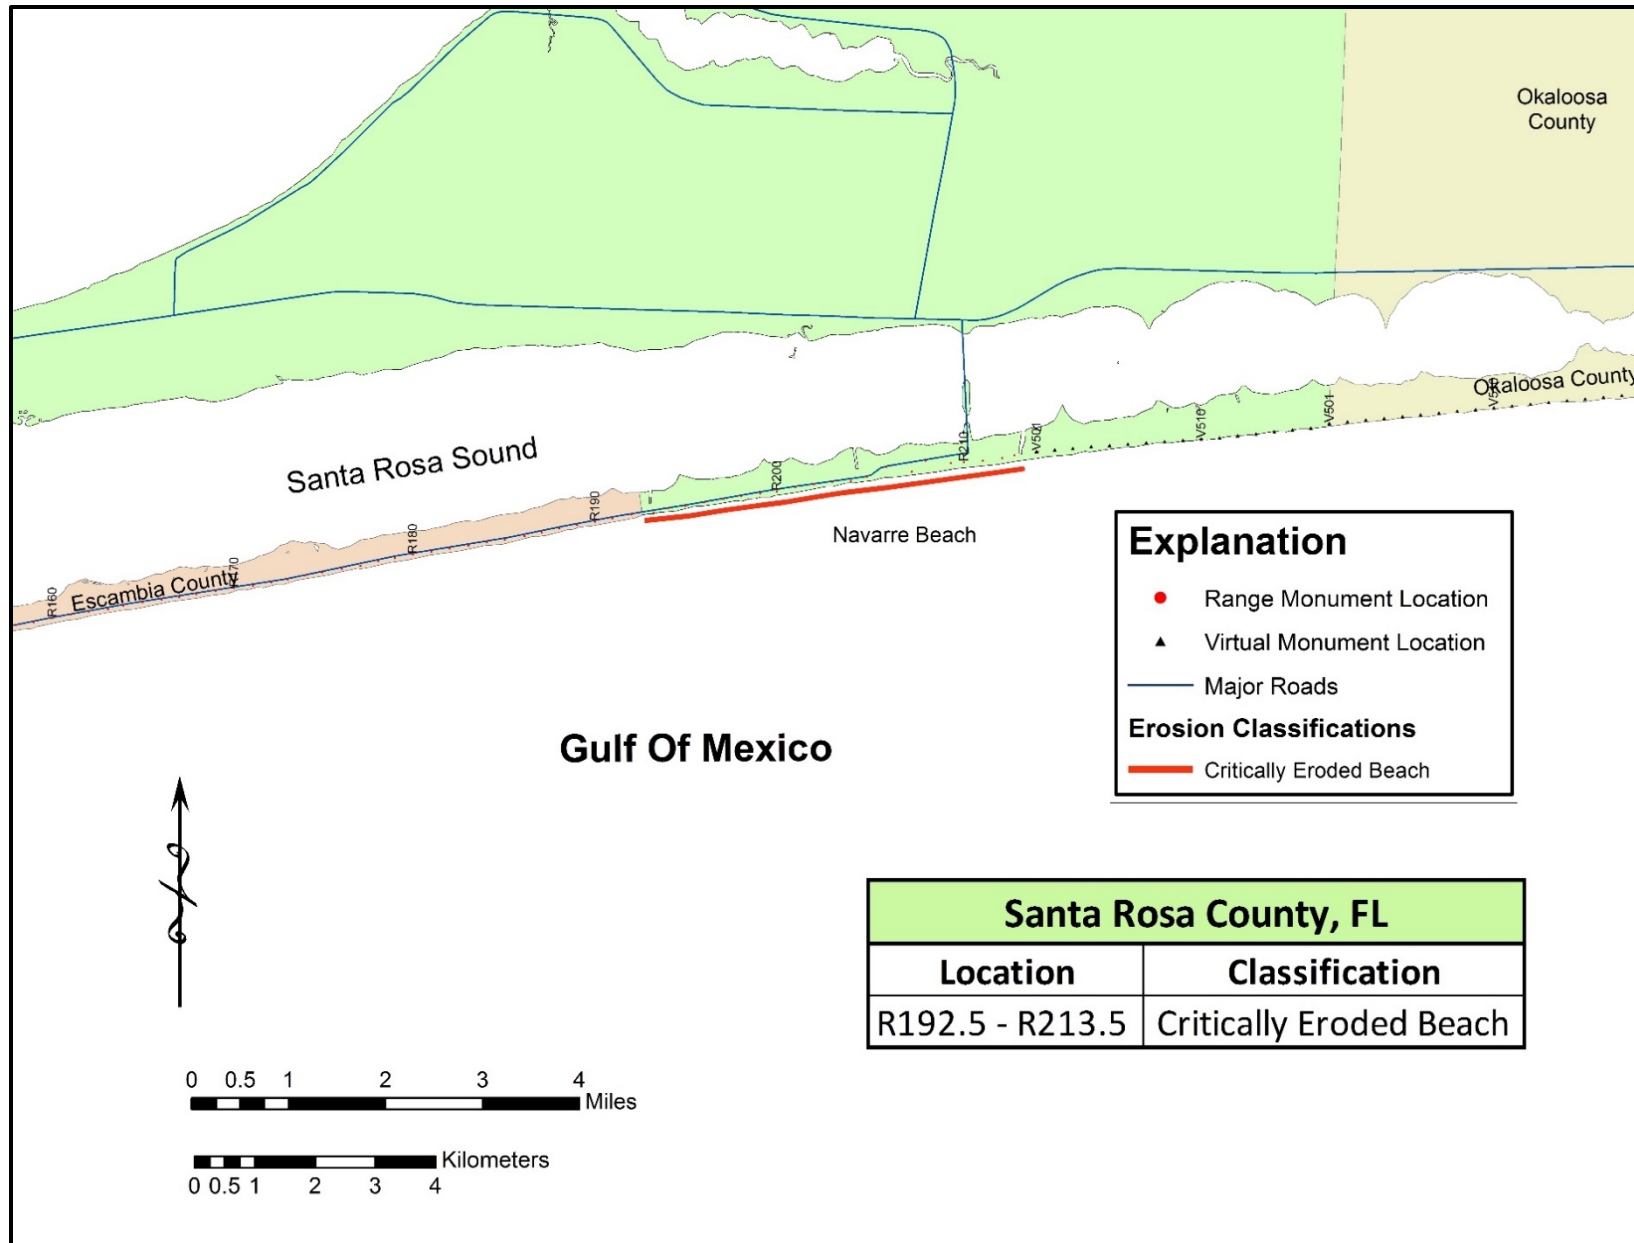 Okaloosa
County
Okaloosa County
V510
V501
V510
V501
R210
R200
R190
R180
R170
R160
Santa Rosa Sound
Escambia County
Navarre Beach
Gulf Of Mexico
Explanation
Range Monument Location
Virtual Monument Location
Major Roads
Erosion Classifications
Critically Eroded Beach
Santa Rosa County, FL
Location Classification
R192.5 - R213.5 Critically Eroded Beach
0 0.5 1 2 3 4
Miles
Kilometers
0 0.5 1 2 3 4